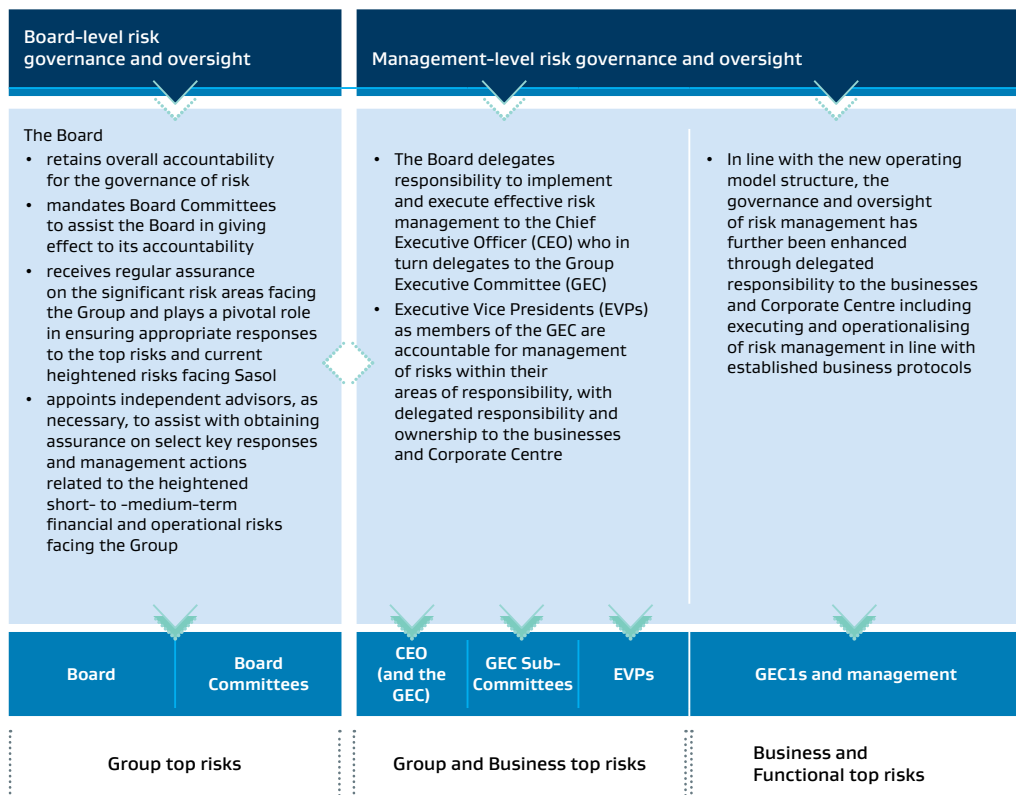 Board-level risk
governance and oversight
Management-level risk governance and oversight
The Board
• retains overall accountability
for the governance of risk
• mandates Board Committees
to assist the Board in giving
effect to its accountability
• receives regular assurance
on the significant risk areas facing
the Group and plays a pivotal role
in ensuring appropriate responses
to the top risks and current
heightened risks facing Sasol
• appoints independent advisors, as
necessary, to assist with obtaining
assurance on select key responses
and management actions
related to the heightened
short- to -medium-term
financial and operational risks
facing the Group
• The Board delegates
responsibility to implement
and execute effective risk
management to the Chief
Executive Officer (CEO) who in
turn delegates to the Group
Executive Committee (GEC)
• Executive Vice Presidents (EVPs)
as members of the GEC are
accountable for management
of risks within their
areas of responsibility, with
delegated responsibility and
ownership to the businesses
and Corporate Centre
• In line with the new operating
model structure, the
governance and oversight
of risk management has
further been enhanced
through delegated
responsibility to the businesses
and Corporate Centre including
executing and operationalising
of risk management in line with
established business protocols
Board
Board
Committees
CEO
(and the
GEC)
GEC Sub-
Committees
EVPs
GEC1s and management
Group top risks
Group and Business top risks
Business and
Functional top risks